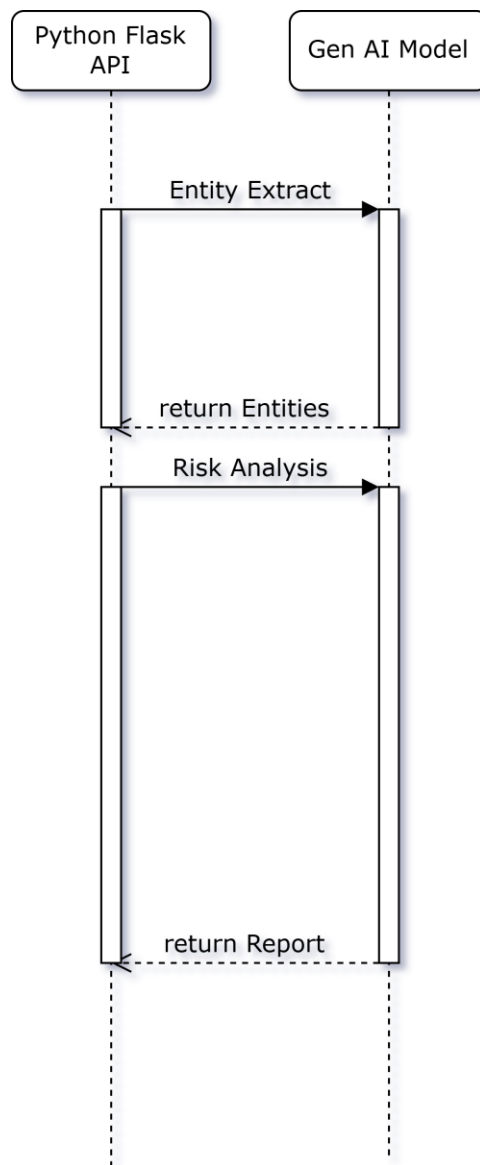 Python Flask
API
Gen AI Model
Entity Extract
return Entities
Risk Analysis
return Report